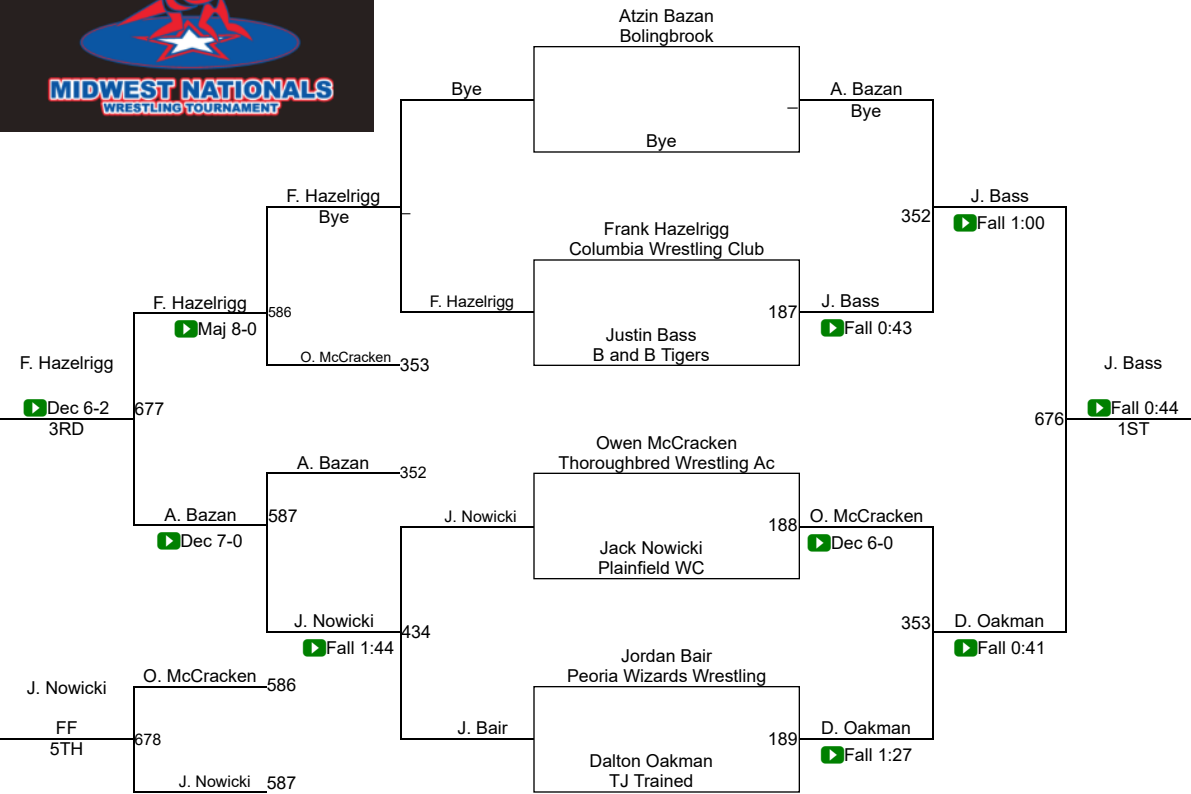 MIDWEST NATIONALS
WRESTLING TOURNAMENT
Atzin Bazan
Bolingbrook
Bye
A. Bazan
Bye
Bye
–
F. Hazelrigg
Bye
–
J. Bass
352
Fall 1:00
Frank Hazelrigg
Columbia Wrestling Club
F. Hazelrigg
Maj 8-0
586
F. Hazelrigg
187
J. Bass
Fall 0:43
Justin Bass
B and B Tigers
O. McCracken
353
F. Hazelrigg
Dec 6-2
3RD
677
J. Bass
Fall 0:44
676
1ST
Owen McCracken
Thoroughbred Wrestling Ac
A. Bazan
352
A. Bazan
Dec 7-0
587
J. Nowicki
188
O. McCracken
Dec 6-0
Jack Nowicki
Plainfield WC
J. Nowicki
Fall 1:44
434
353
D. Oakman
Fall 0:41
Jordan Bair
Peoria Wizards Wrestling
J. Nowicki
FF
5TH
O. McCracken
586
678
J. Bair
189
D. Oakman
Fall 1:27
Dalton Oakman
TJ Trained
J. Nowicki
587